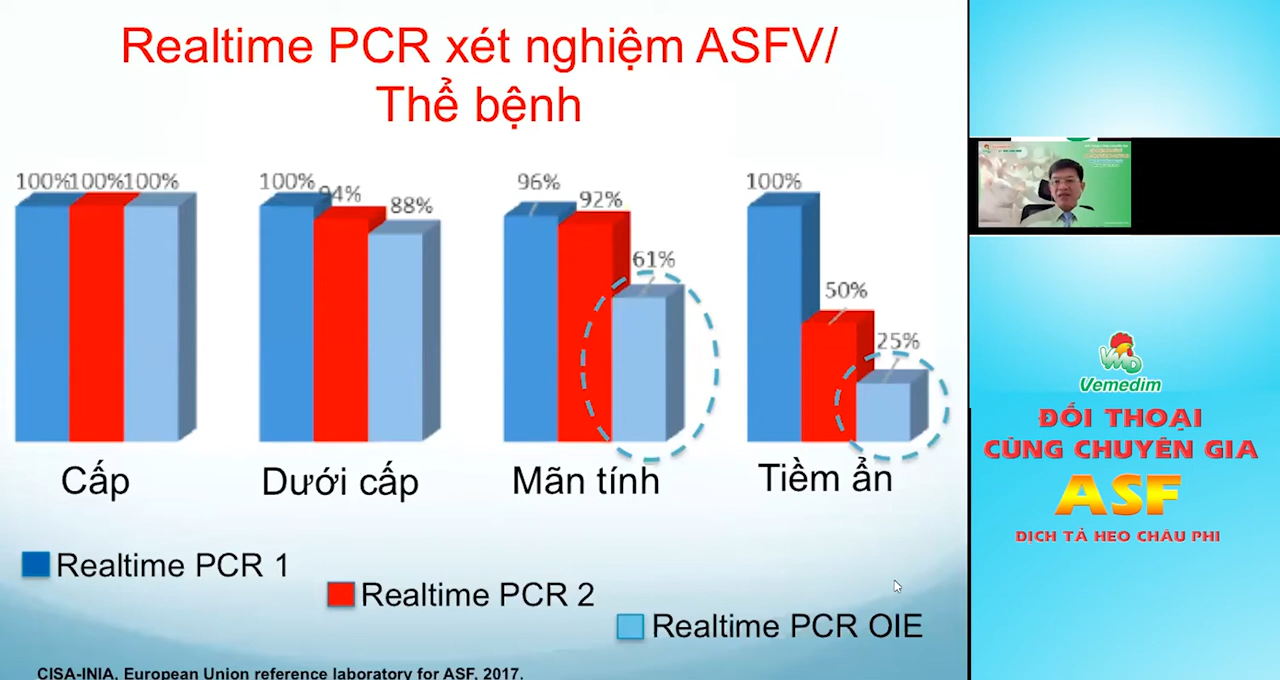 Realtime PCR xét nghiệm ASFV/
Thể bệnh
100% 100% 100%
100% 94% 88%
96% 92% 61%
100% 50% 25%
Cấp
Dưới cấp
Mãn tính
Tiềm ẩn
Realtime PCR 1
Realtime PCR 2
Realtime PCR OIE
CISA-INIA, European Union reference laboratory for ASF, 2017.
VMD
Vemedim
ĐỐI THOẠI
CÙNG CHUYÊN GIA
ASF
DỊCH TẢ HEO CHÂU PHI